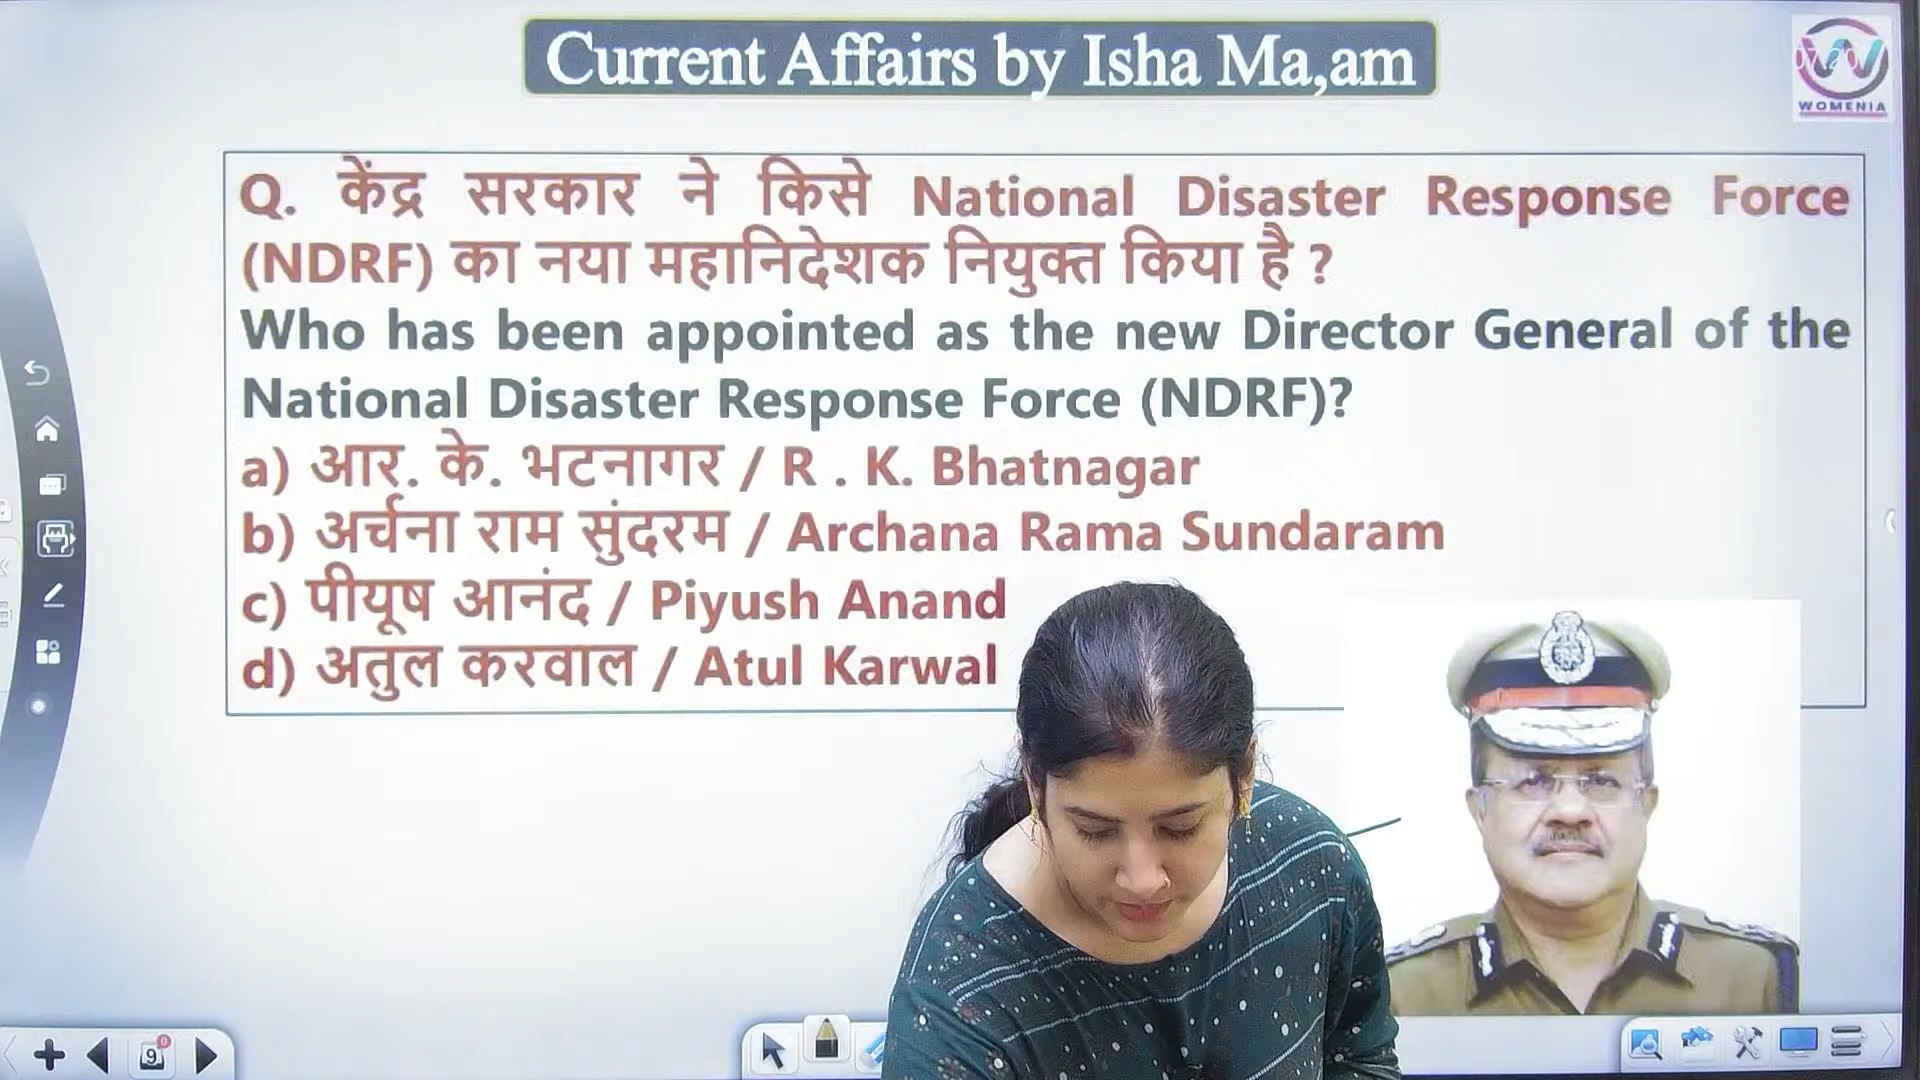 Current Affairs by Isha Ma,am
WOMENIA
Q. केंद्र सरकार ने किसे National Disaster Response Force
(NDRF) का नया महानिदेशक नियुक्त किया है ?
Who has been appointed as the new Director General of the
National Disaster Response Force (NDRF)?
a) आर. के. भटनागर / R . K. Bhatnagar
b) अर्चना राम सुंदरम / Archana Rama Sundaram
c) पीयूष आनंद / Piyush Anand
d) अतुल करवाल / Atul Karwal
9
0